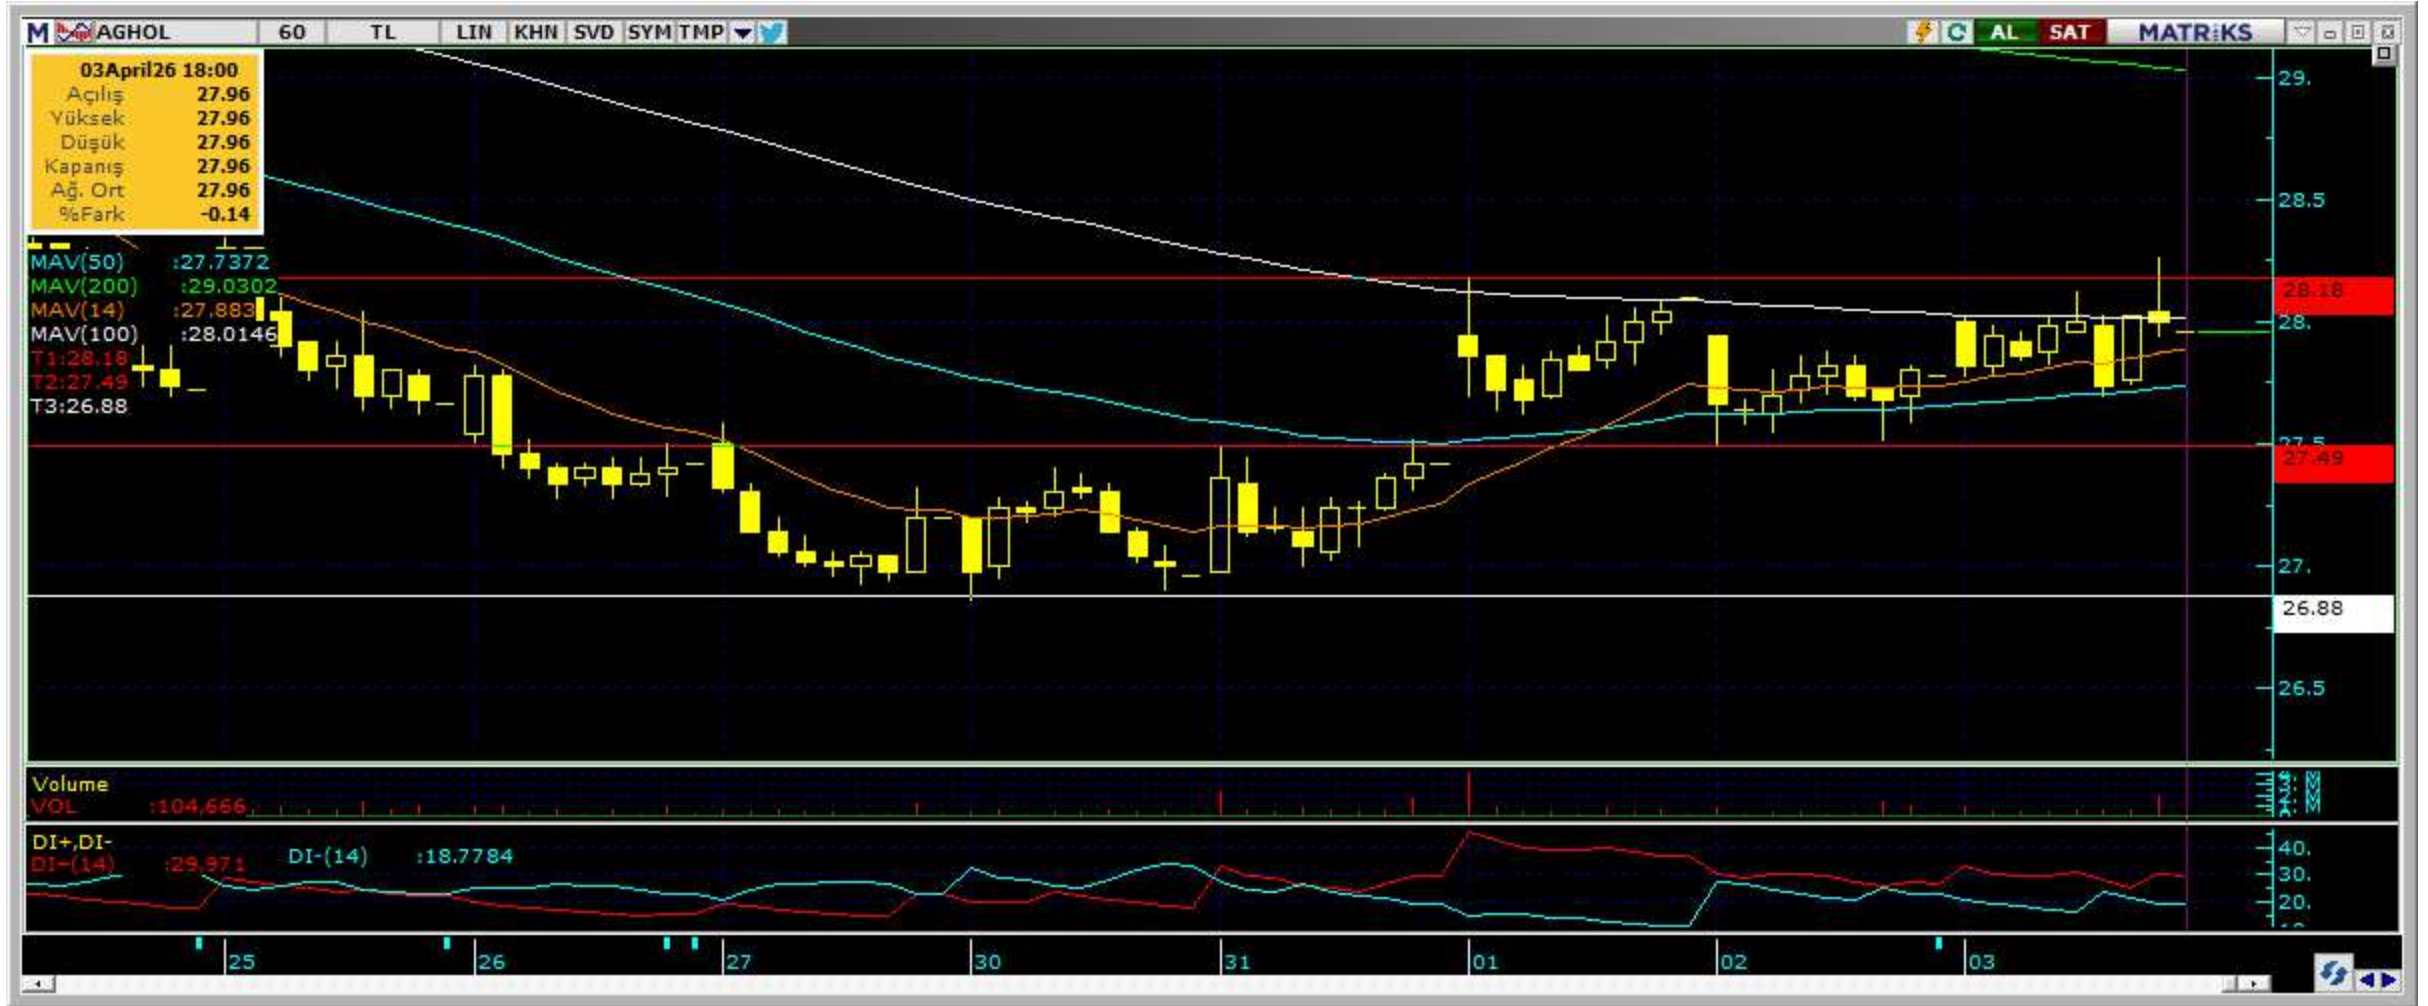 M AGHOL 60 TL LIN KHN SVD SYM TMP AL SAT MATRiKS
03April26 18:00
Açılış 27.96
Yüksek 27.96
Düşük 27.96
Kapanış 27.96
Ağ. Ort 27.96
%Fark -0.14
MAV(50) :27.7372
MAV(200) :29.0302
MAV(14) :27.883
MAV(100) :28.0146
T1:28.18
T2:27.49
T3:26.88
29.
28.5
28.18
28.
27.5
27.49
27.
26.88
26.5
Volume
VOL :104,666
DI+,DI-
:29.971 DI-(14) :18.7784
40.
30.
20.
25 26 27 30 31 01 02 03